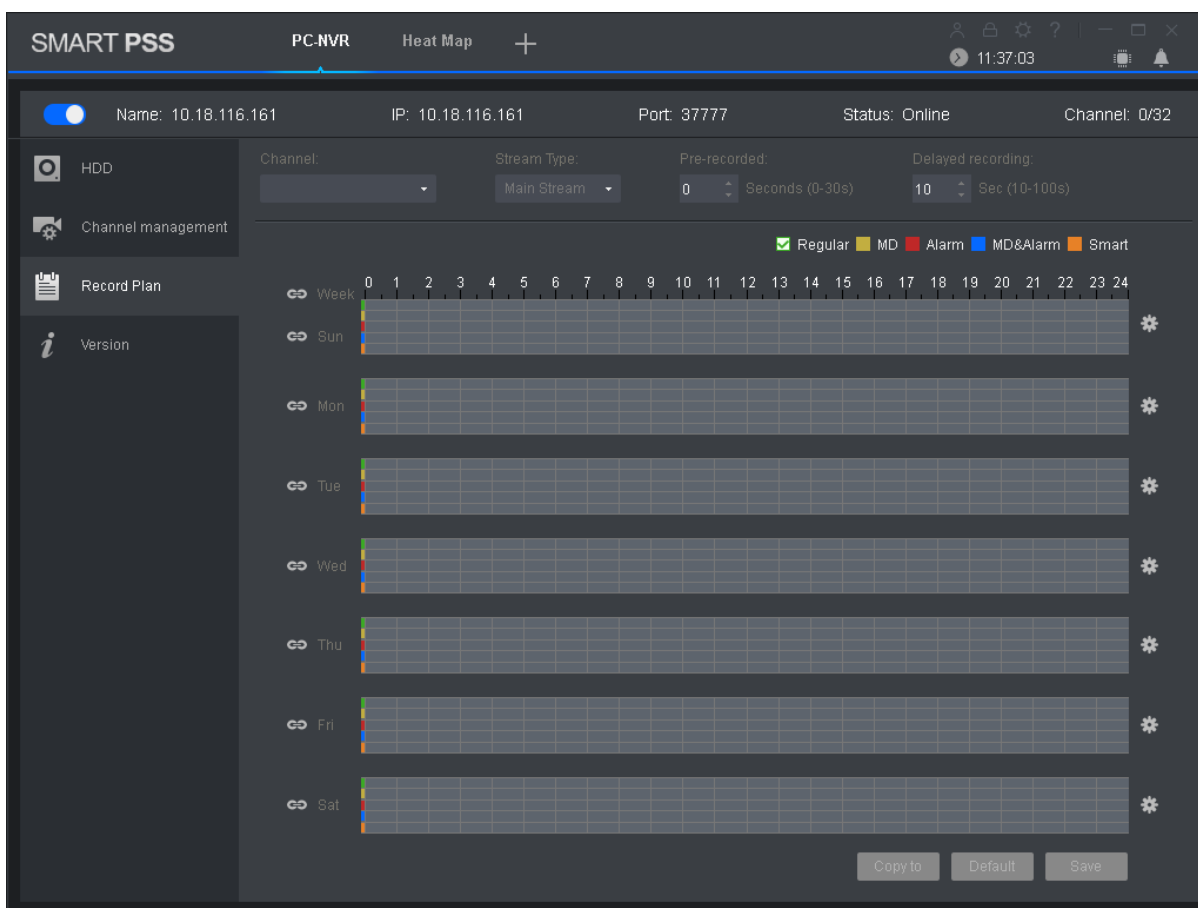 SMART PSS PC-NVR Heat Map + ?
11:37:03
Name: 10.18.116.161 IP: 10.18.116.161 Port: 37777 Status: Online Channel: 0/32
HDD
Channel management
Record Plan
Version
Channel: Stream Type: Pre-recorded: Delayed recording:
Main Stream 0 Seconds (0-30s) 10 Sec (10-100s)
Regular MD Alarm MD&Alarm Smart
Week 0 1 2 3 4 5 6 7 8 9 10 11 12 13 14 15 16 17 18 19 20 21 22 23 24
Sun
Mon
Tue
Wed
Thu
Fri
Sat
Copy to Default Save